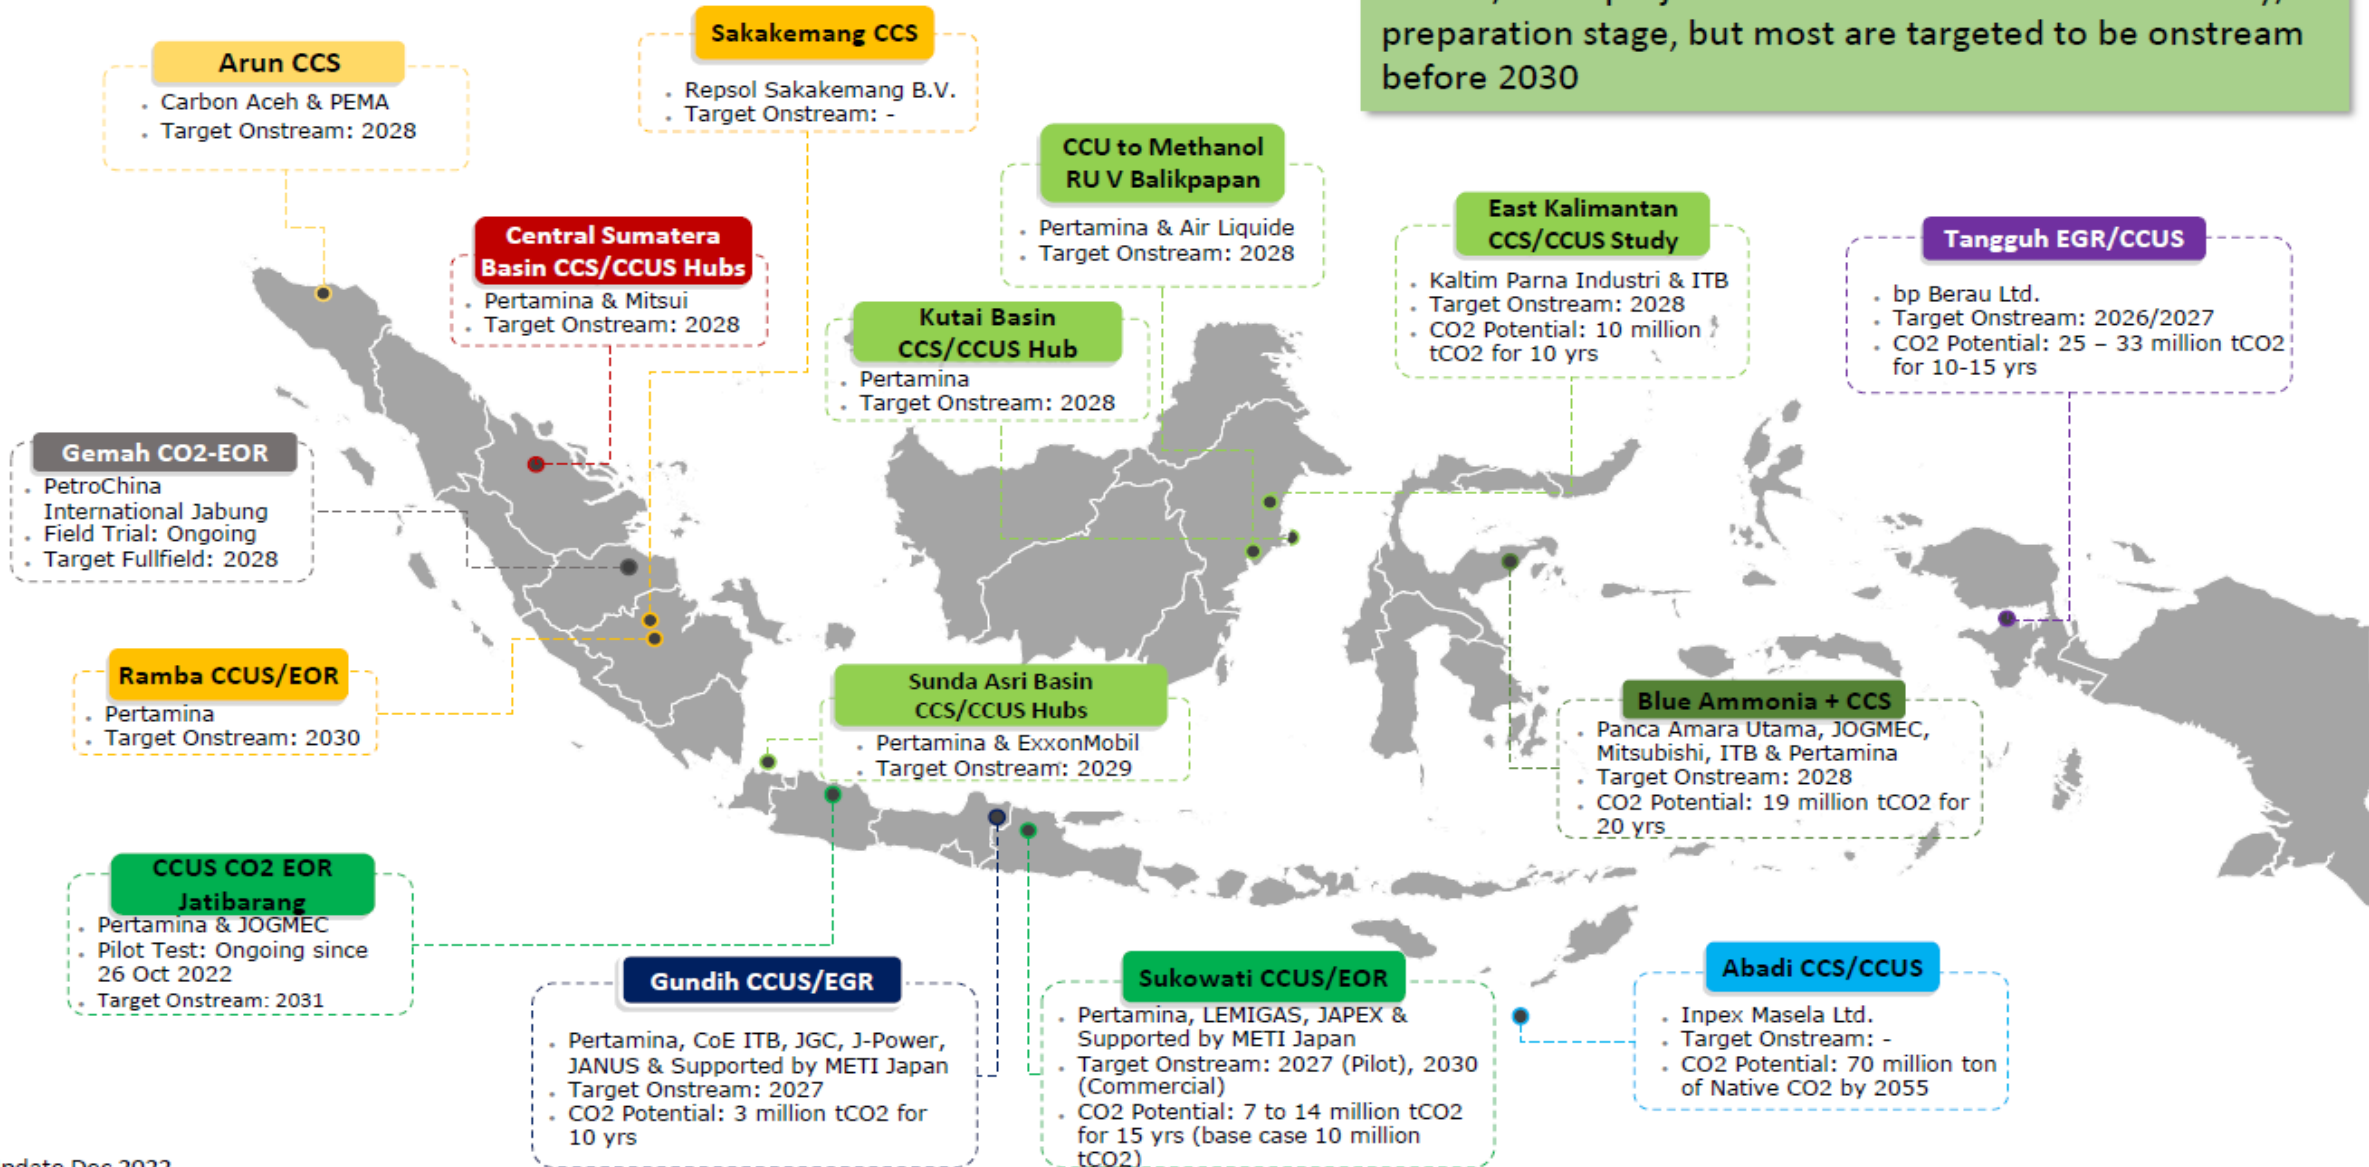 preparation stage, but most are targeted to be onstream
before 2030
Arun CCS
. Carbon Aceh & PEMA
. Target Onstream: 2028
Sakakemang CCS
. Repsol Sakakemang B.V.
. Target Onstream: -
CCU to Methanol
RU V Balikpapan
. Pertamina & Air Liquide
. Target Onstream: 2028
East Kalimantan
CCS/CCUS Study
. Kaltim Parna Industri & ITB
. Target Onstream: 2028
. CO2 Potential: 10 million
tCO2 for 10 yrs
Tangguh EGR/CCUS
. bp Berau Ltd.
. Target Onstream: 2026/2027
. CO2 Potential: 25 – 33 million tCO2
for 10-15 yrs
Central Sumatera
Basin CCS/CCUS Hubs
. Pertamina & Mitsui
. Target Onstream: 2028
Kutai Basin
CCS/CCUS Hub
. Pertamina
. Target Onstream: 2028
Gemah CO2-EOR
. PetroChina
International Jabung
. Field Trial: Ongoing
. Target Fullfield: 2028
Ramba CCUS/EOR
. Pertamina
. Target Onstream: 2030
Sunda Asri Basin
CCS/CCUS Hubs
. Pertamina & ExxonMobil
. Target Onstream: 2029
Blue Ammonia + CCS
. Panca Amara Utama, JOGMEC,
Mitsubishi, ITB & Pertamina
. Target Onstream: 2028
. CO2 Potential: 19 million tCO2 for
20 yrs
CCUS CO2 EOR
Jatibarang
. Pertamina & JOGMEC
. Pilot Test: Ongoing since
26 Oct 2022
. Target Onstream: 2031
Gundih CCUS/EGR
. Pertamina, CoE ITB, JGC, J-Power,
JANUS & Supported by METI Japan
. Target Onstream: 2027
. CO2 Potential: 3 million tCO2 for
10 yrs
Sukowati CCUS/EOR
. Pertamina, LEMIGAS, JAPEX &
Supported by METI Japan
. Target Onstream: 2027 (Pilot), 2030
(Commercial)
. CO2 Potential: 7 to 14 million tCO2
for 15 yrs (base case 10 million
tCO2)
Abadi CCS/CCUS
. Inpex Masela Ltd.
. Target Onstream: -
. CO2 Potential: 70 million ton
of Native CO2 by 2055